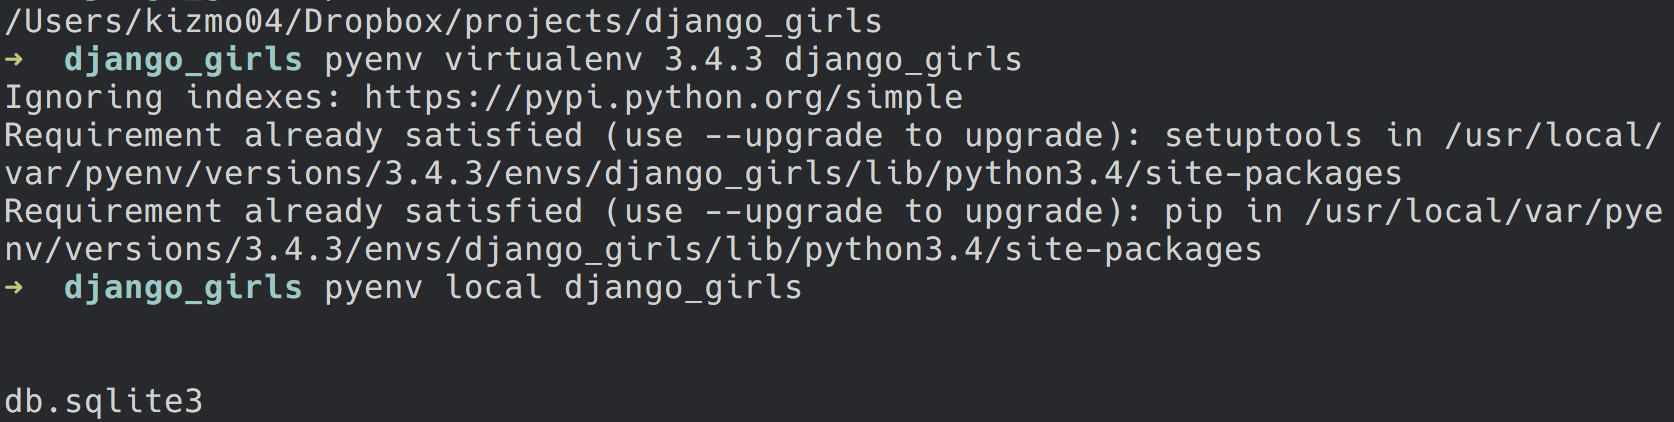 /Users/kizmo04/Dropbox/projects/django_girls
➜  django_girls pyenv virtualenv 3.4.3 django_girls
Ignoring indexes: https://pypi.python.org/simple
Requirement already satisfied (use --upgrade to upgrade): setuptools in /usr/local/
var/pyenv/versions/3.4.3/envs/django_girls/lib/python3.4/site-packages
Requirement already satisfied (use --upgrade to upgrade): pip in /usr/local/var/pye
nv/versions/3.4.3/envs/django_girls/lib/python3.4/site-packages
➜  django_girls pyenv local django_girls
db.sqlite3